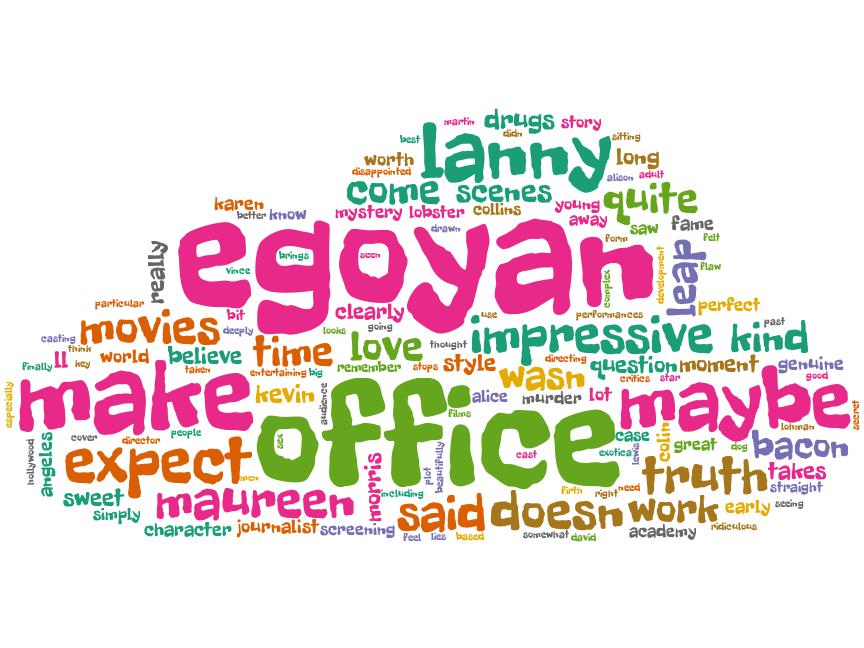 martin drugs story
best didn sitting
lanny
worth long
disappointed alison adult
come scenes quite
karen young
better know mystery lobster collins away fame
drawn saw felt
egoyan
really brings seen form leap flaw
vince complex development
particular bit clearly use performances perfect
casting movies deeply looks going impressive kind past
finally ll think world believe time love thought
key taken entertaining big remember stops style directing question moment genuine
critics star good
especially make kevin audience wasn maybe secret
alice murder lot lohman
office
films
hollywood angeles cover director people sex cast case colin great dog bacon
expect men morris plot beautifully exotica lewis truth takes
sweet maureen including firth right need straight
simply said doesn work early seeing
character journalist screening academy ridiculous
feel lies based somewhat david